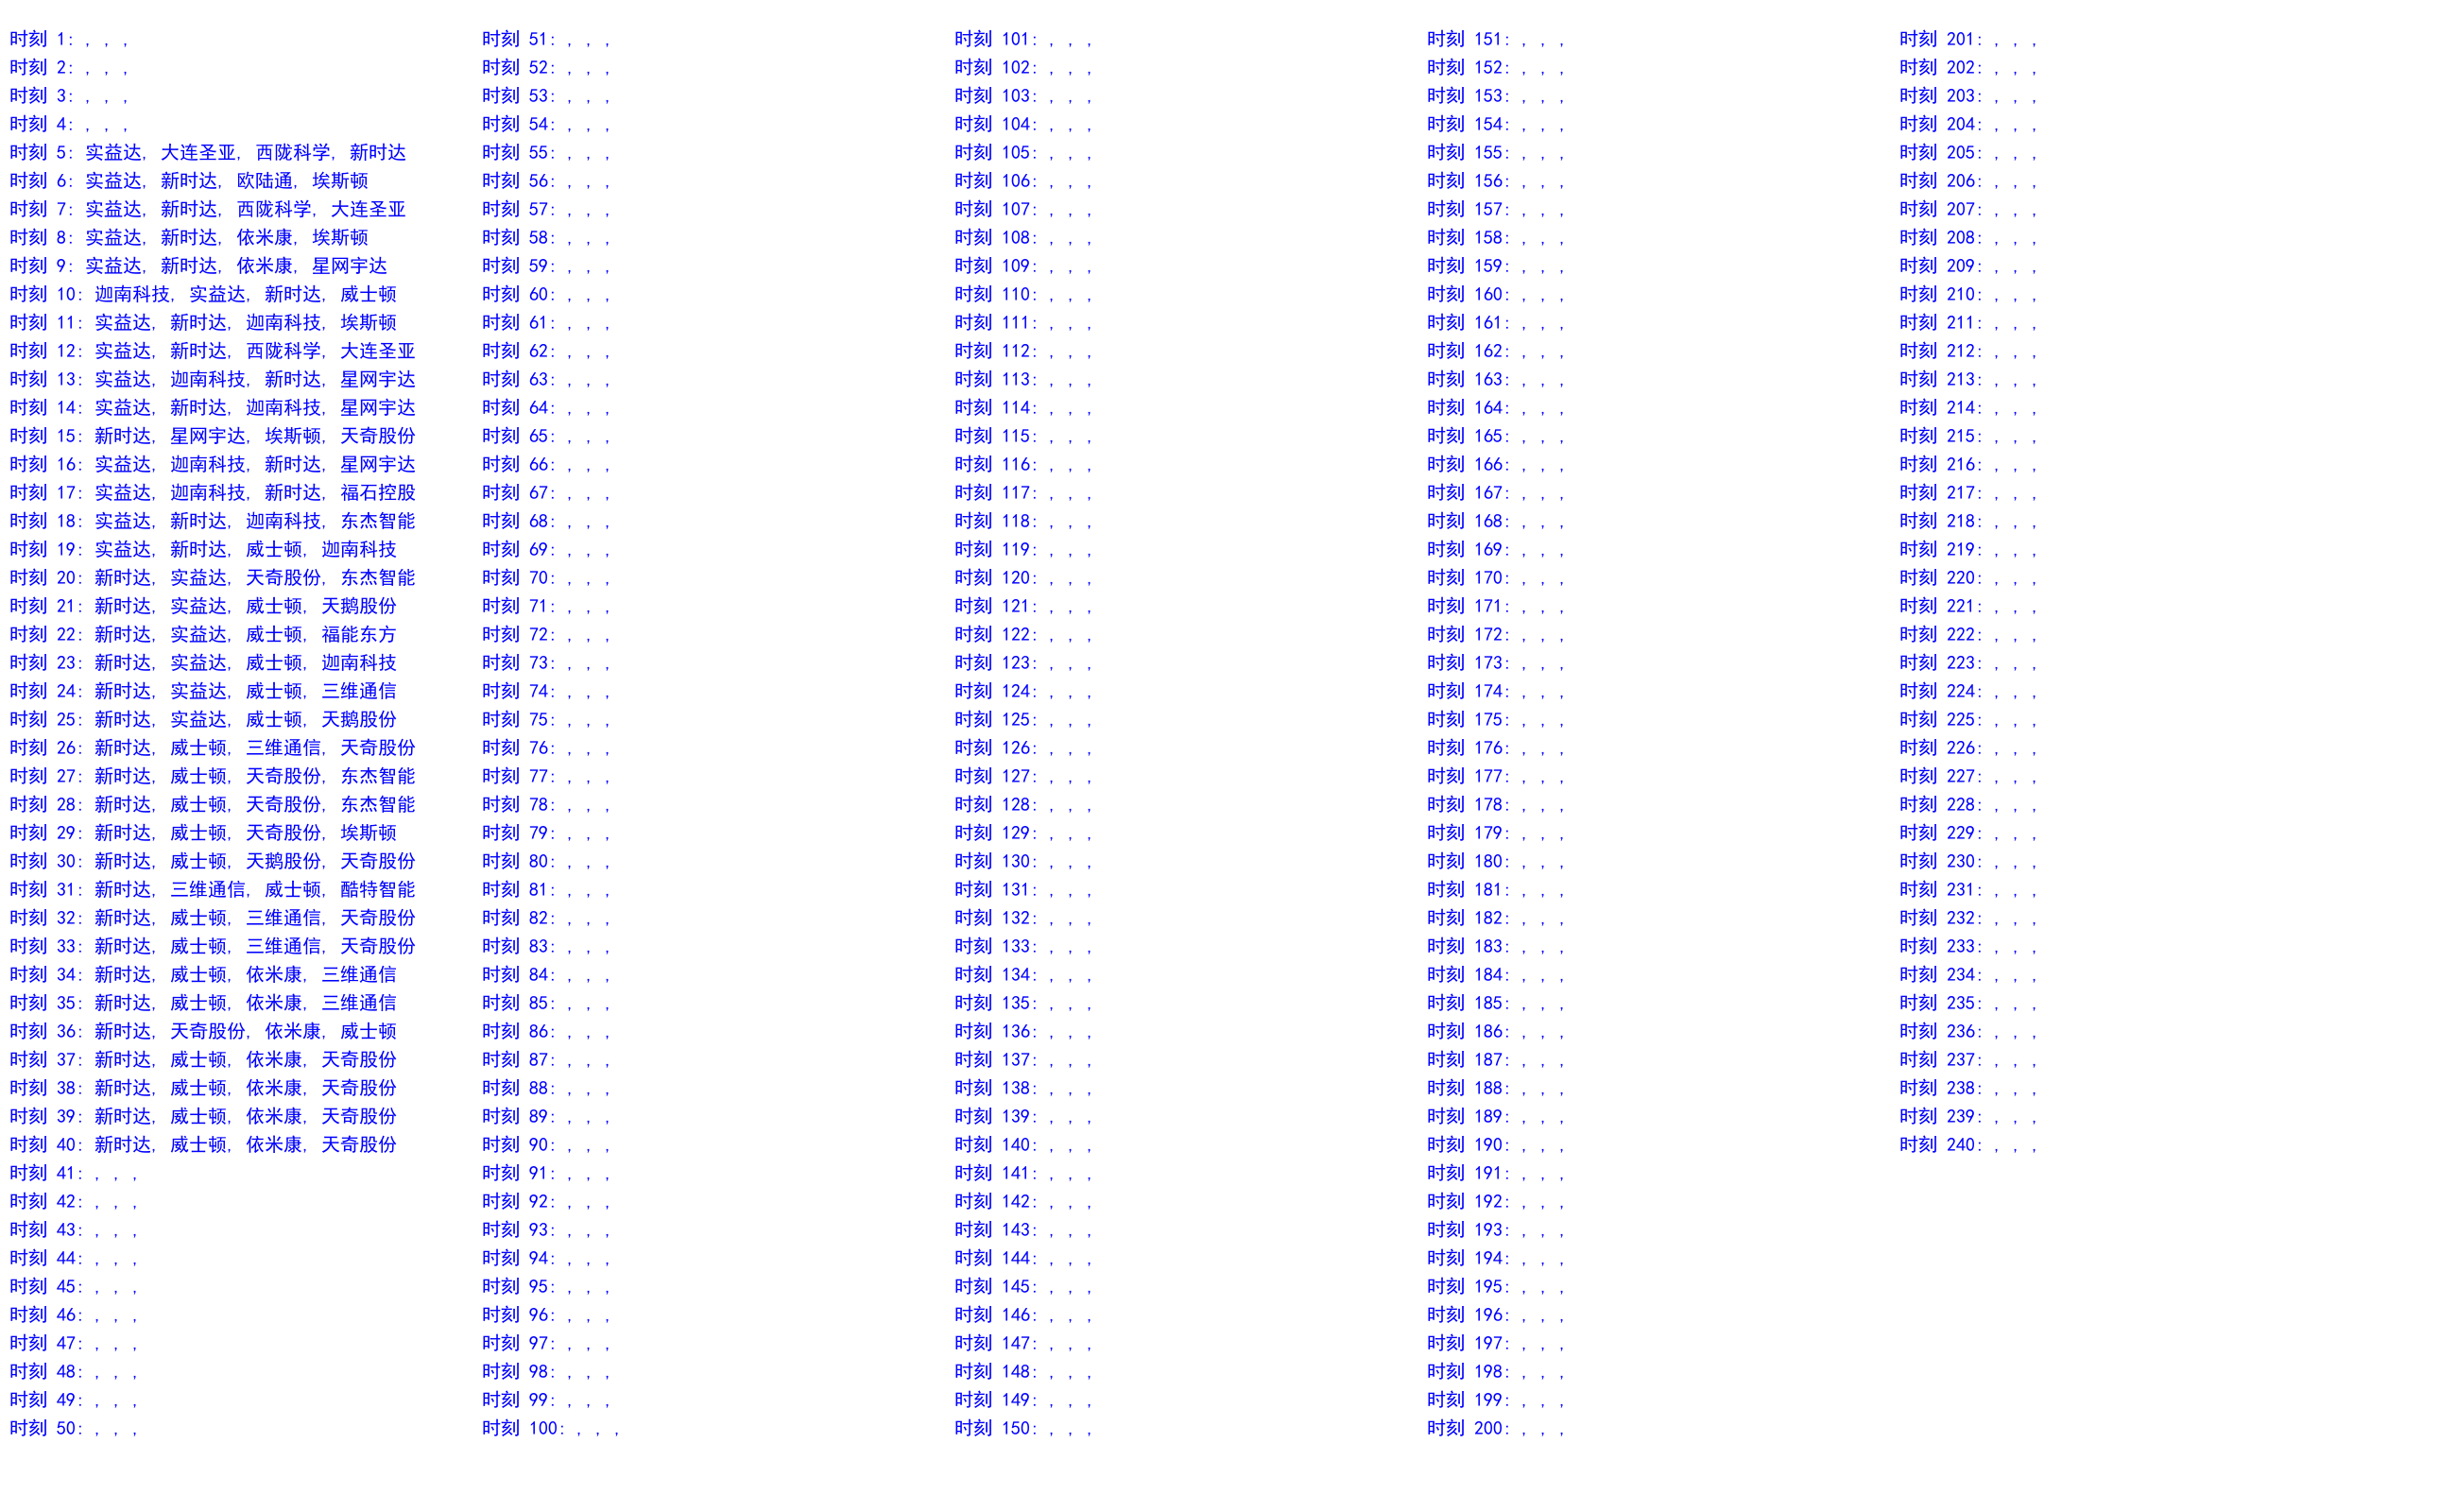 时刻 1: , , ,
时刻 2: , , ,
时刻 3: , , ,
时刻 4: , , ,
时刻 5: 实益达, 大连圣亚, 西陇科学, 新时达
时刻 6: 实益达, 新时达, 欧陆通, 埃斯顿
时刻 7: 实益达, 新时达, 西陇科学, 大连圣亚
时刻 8: 实益达, 新时达, 依米康, 埃斯顿
时刻 9: 实益达, 新时达, 依米康, 星网宇达
时刻 10: 迦南科技, 实益达, 新时达, 威士顿
时刻 11: 实益达, 新时达, 迦南科技, 埃斯顿
时刻 12: 实益达, 新时达, 西陇科学, 大连圣亚
时刻 13: 实益达, 迦南科技, 新时达, 星网宇达
时刻 14: 实益达, 新时达, 迦南科技, 星网宇达
时刻 15: 新时达, 星网宇达, 埃斯顿, 天奇股份
时刻 16: 实益达, 迦南科技, 新时达, 星网宇达
时刻 17: 实益达, 迦南科技, 新时达, 福石控股
时刻 18: 实益达, 新时达, 迦南科技, 东杰智能
时刻 19: 实益达, 新时达, 威士顿, 迦南科技
时刻 20: 新时达, 实益达, 天奇股份, 东杰智能
时刻 21: 新时达, 实益达, 威士顿, 天鹅股份
时刻 22: 新时达, 实益达, 威士顿, 福能东方
时刻 23: 新时达, 实益达, 威士顿, 迦南科技
时刻 24: 新时达, 实益达, 威士顿, 三维通信
时刻 25: 新时达, 实益达, 威士顿, 天鹅股份
时刻 26: 新时达, 威士顿, 三维通信, 天奇股份
时刻 27: 新时达, 威士顿, 天奇股份, 东杰智能
时刻 28: 新时达, 威士顿, 天奇股份, 东杰智能
时刻 29: 新时达, 威士顿, 天奇股份, 埃斯顿
时刻 30: 新时达, 威士顿, 天鹅股份, 天奇股份
时刻 31: 新时达, 三维通信, 威士顿, 酷特智能
时刻 32: 新时达, 威士顿, 三维通信, 天奇股份
时刻 33: 新时达, 威士顿, 三维通信, 天奇股份
时刻 34: 新时达, 威士顿, 依米康, 三维通信
时刻 35: 新时达, 威士顿, 依米康, 三维通信
时刻 36: 新时达, 天奇股份, 依米康, 威士顿
时刻 37: 新时达, 威士顿, 依米康, 天奇股份
时刻 38: 新时达, 威士顿, 依米康, 天奇股份
时刻 39: 新时达, 威士顿, 依米康, 天奇股份
时刻 40: 新时达, 威士顿, 依米康, 天奇股份
时刻 41: , , ,
时刻 42: , , ,
时刻 43: , , ,
时刻 44: , , ,
时刻 45: , , ,
时刻 46: , , ,
时刻 47: , , ,
时刻 48: , , ,
时刻 49: , , ,
时刻 50: , , ,
时刻 51: , , ,
时刻 52: , , ,
时刻 53: , , ,
时刻 54: , , ,
时刻 55: , , ,
时刻 56: , , ,
时刻 57: , , ,
时刻 58: , , ,
时刻 59: , , ,
时刻 60: , , ,
时刻 61: , , ,
时刻 62: , , ,
时刻 63: , , ,
时刻 64: , , ,
时刻 65: , , ,
时刻 66: , , ,
时刻 67: , , ,
时刻 68: , , ,
时刻 69: , , ,
时刻 70: , , ,
时刻 71: , , ,
时刻 72: , , ,
时刻 73: , , ,
时刻 74: , , ,
时刻 75: , , ,
时刻 76: , , ,
时刻 77: , , ,
时刻 78: , , ,
时刻 79: , , ,
时刻 80: , , ,
时刻 81: , , ,
时刻 82: , , ,
时刻 83: , , ,
时刻 84: , , ,
时刻 85: , , ,
时刻 86: , , ,
时刻 87: , , ,
时刻 88: , , ,
时刻 89: , , ,
时刻 90: , , ,
时刻 91: , , ,
时刻 92: , , ,
时刻 93: , , ,
时刻 94: , , ,
时刻 95: , , ,
时刻 96: , , ,
时刻 97: , , ,
时刻 98: , , ,
时刻 99: , , ,
时刻 100: , , ,
时刻 101: , , ,
时刻 102: , , ,
时刻 103: , , ,
时刻 104: , , ,
时刻 105: , , ,
时刻 106: , , ,
时刻 107: , , ,
时刻 108: , , ,
时刻 109: , , ,
时刻 110: , , ,
时刻 111: , , ,
时刻 112: , , ,
时刻 113: , , ,
时刻 114: , , ,
时刻 115: , , ,
时刻 116: , , ,
时刻 117: , , ,
时刻 118: , , ,
时刻 119: , , ,
时刻 120: , , ,
时刻 121: , , ,
时刻 122: , , ,
时刻 123: , , ,
时刻 124: , , ,
时刻 125: , , ,
时刻 126: , , ,
时刻 127: , , ,
时刻 128: , , ,
时刻 129: , , ,
时刻 130: , , ,
时刻 131: , , ,
时刻 132: , , ,
时刻 133: , , ,
时刻 134: , , ,
时刻 135: , , ,
时刻 136: , , ,
时刻 137: , , ,
时刻 138: , , ,
时刻 139: , , ,
时刻 140: , , ,
时刻 141: , , ,
时刻 142: , , ,
时刻 143: , , ,
时刻 144: , , ,
时刻 145: , , ,
时刻 146: , , ,
时刻 147: , , ,
时刻 148: , , ,
时刻 149: , , ,
时刻 150: , , ,
时刻 151: , , ,
时刻 152: , , ,
时刻 153: , , ,
时刻 154: , , ,
时刻 155: , , ,
时刻 156: , , ,
时刻 157: , , ,
时刻 158: , , ,
时刻 159: , , ,
时刻 160: , , ,
时刻 161: , , ,
时刻 162: , , ,
时刻 163: , , ,
时刻 164: , , ,
时刻 165: , , ,
时刻 166: , , ,
时刻 167: , , ,
时刻 168: , , ,
时刻 169: , , ,
时刻 170: , , ,
时刻 171: , , ,
时刻 172: , , ,
时刻 173: , , ,
时刻 174: , , ,
时刻 175: , , ,
时刻 176: , , ,
时刻 177: , , ,
时刻 178: , , ,
时刻 179: , , ,
时刻 180: , , ,
时刻 181: , , ,
时刻 182: , , ,
时刻 183: , , ,
时刻 184: , , ,
时刻 185: , , ,
时刻 186: , , ,
时刻 187: , , ,
时刻 188: , , ,
时刻 189: , , ,
时刻 190: , , ,
时刻 191: , , ,
时刻 192: , , ,
时刻 193: , , ,
时刻 194: , , ,
时刻 195: , , ,
时刻 196: , , ,
时刻 197: , , ,
时刻 198: , , ,
时刻 199: , , ,
时刻 200: , , ,
时刻 201: , , ,
时刻 202: , , ,
时刻 203: , , ,
时刻 204: , , ,
时刻 205: , , ,
时刻 206: , , ,
时刻 207: , , ,
时刻 208: , , ,
时刻 209: , , ,
时刻 210: , , ,
时刻 211: , , ,
时刻 212: , , ,
时刻 213: , , ,
时刻 214: , , ,
时刻 215: , , ,
时刻 216: , , ,
时刻 217: , , ,
时刻 218: , , ,
时刻 219: , , ,
时刻 220: , , ,
时刻 221: , , ,
时刻 222: , , ,
时刻 223: , , ,
时刻 224: , , ,
时刻 225: , , ,
时刻 226: , , ,
时刻 227: , , ,
时刻 228: , , ,
时刻 229: , , ,
时刻 230: , , ,
时刻 231: , , ,
时刻 232: , , ,
时刻 233: , , ,
时刻 234: , , ,
时刻 235: , , ,
时刻 236: , , ,
时刻 237: , , ,
时刻 238: , , ,
时刻 239: , , ,
时刻 240: , , ,